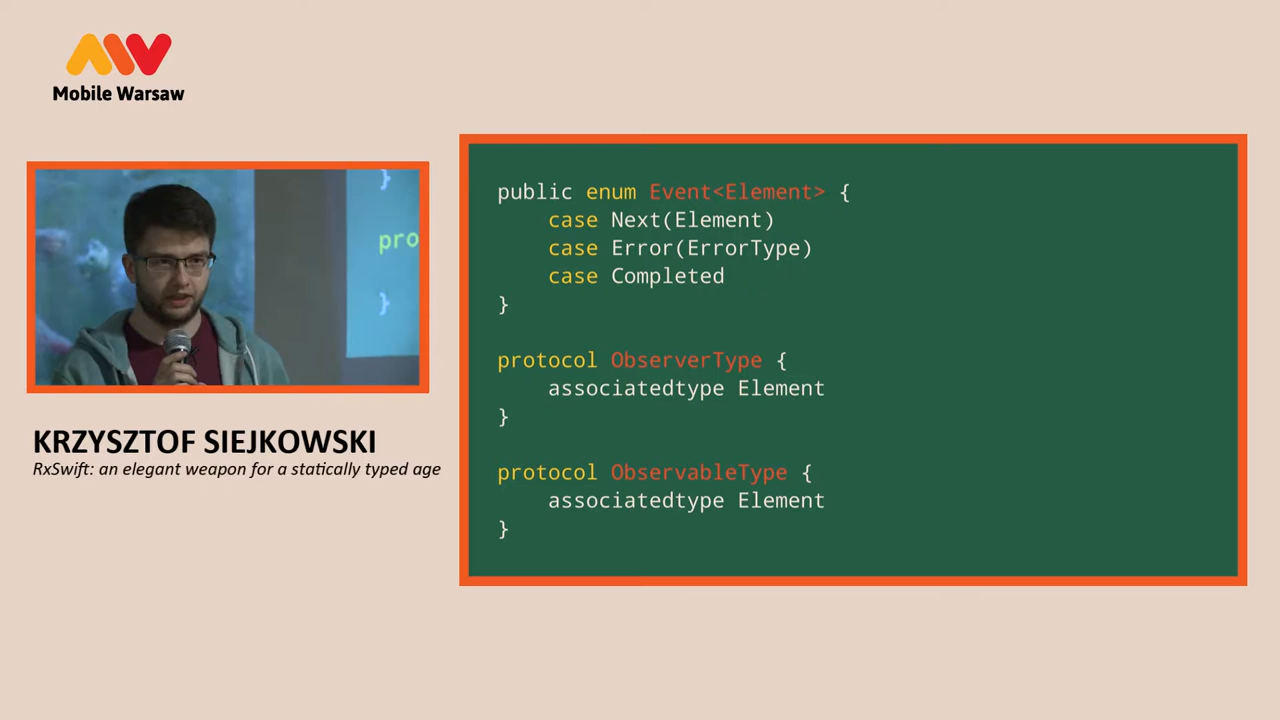 Mobile Warsaw
}
pro
}
KRZYSZTOF SIEJKOWSKI
RxSwift: an elegant weapon for a statically typed age
public enum Event<Element> {
    case Next(Element)
    case Error(ErrorType)
    case Completed
}
protocol ObserverType {
    associatedtype Element
}
protocol ObservableType {
    associatedtype Element
}